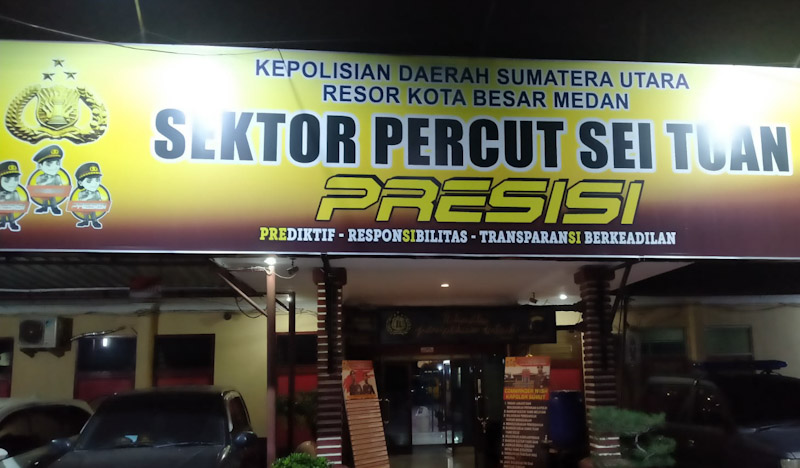 KEPOLISIAN DAERAH SUMATERA UTARA
RESOR KOTA BESAR MEDAN
SEKTOR PERCUT SEI TUAN
PRESISI
PREDIKTIF - RESPONSIBILITAS - TRANSPARANSI BERKEADILAN